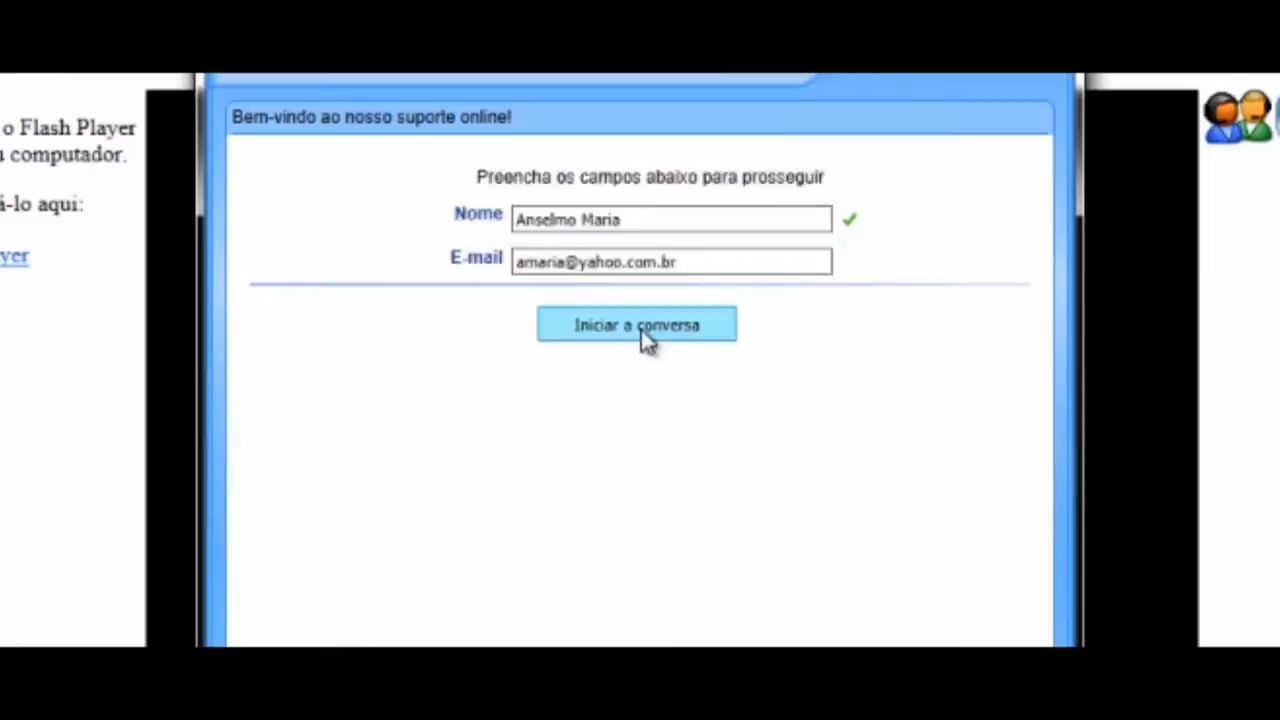 Bem-vindo ao nosso suporte online!
o Flash Player
computador.
á-lo aqui:
yer
Preencha os campos abaixo para prosseguir
Nome Anselmo Maria
E-mail amaria@yahoo.com.br
Iniciar a conversa